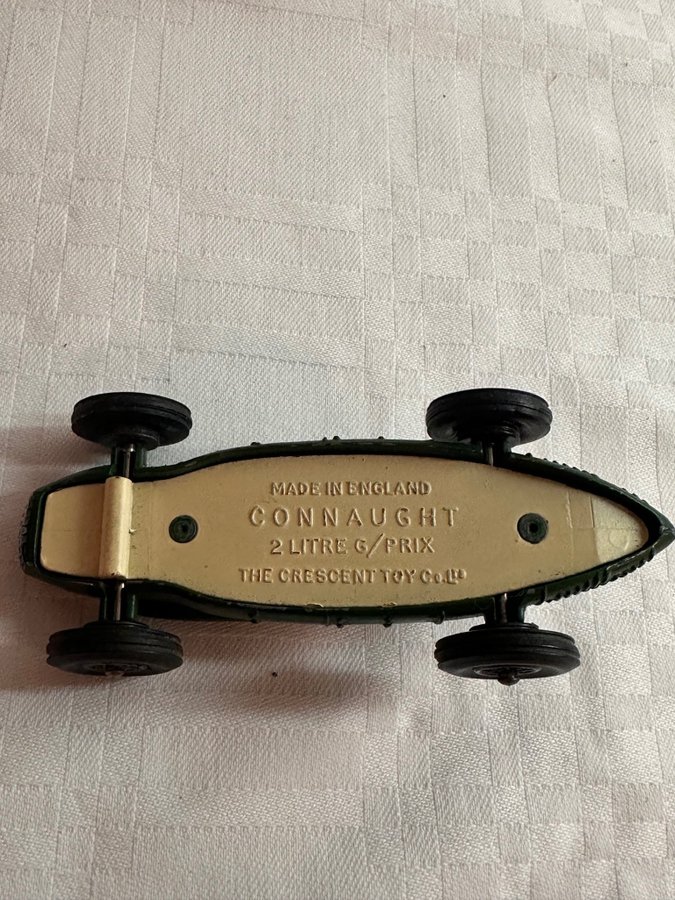 MADE IN ENGLAND
CONNAUGHT
2 LITRE G/PRIX
THE CRESCENT TOY Co. Ltd